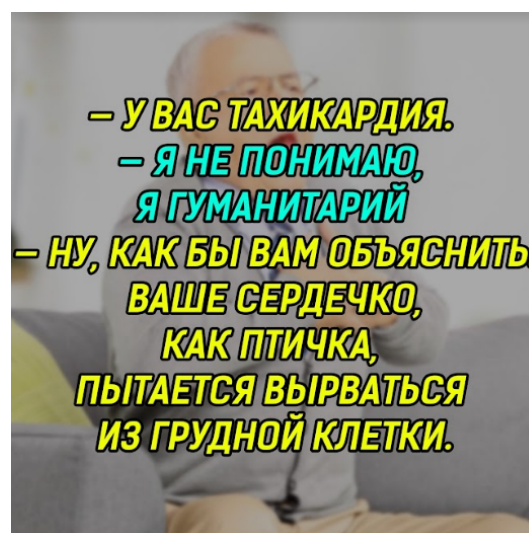 – У ВАС ТАХИКАРДИЯ.
– Я НЕ ПОНИМАЮ,
Я ГУМАНИТАРИЙ
– НУ, КАК БЫ ВАМ ОБЪЯСНИТЬ
ВАШЕ СЕРДЕЧКО,
КАК ПТИЧКА,
ПЫТАЕТСЯ ВЫРВАТЬСЯ
ИЗ ГРУДНОЙ КЛЕТКИ.